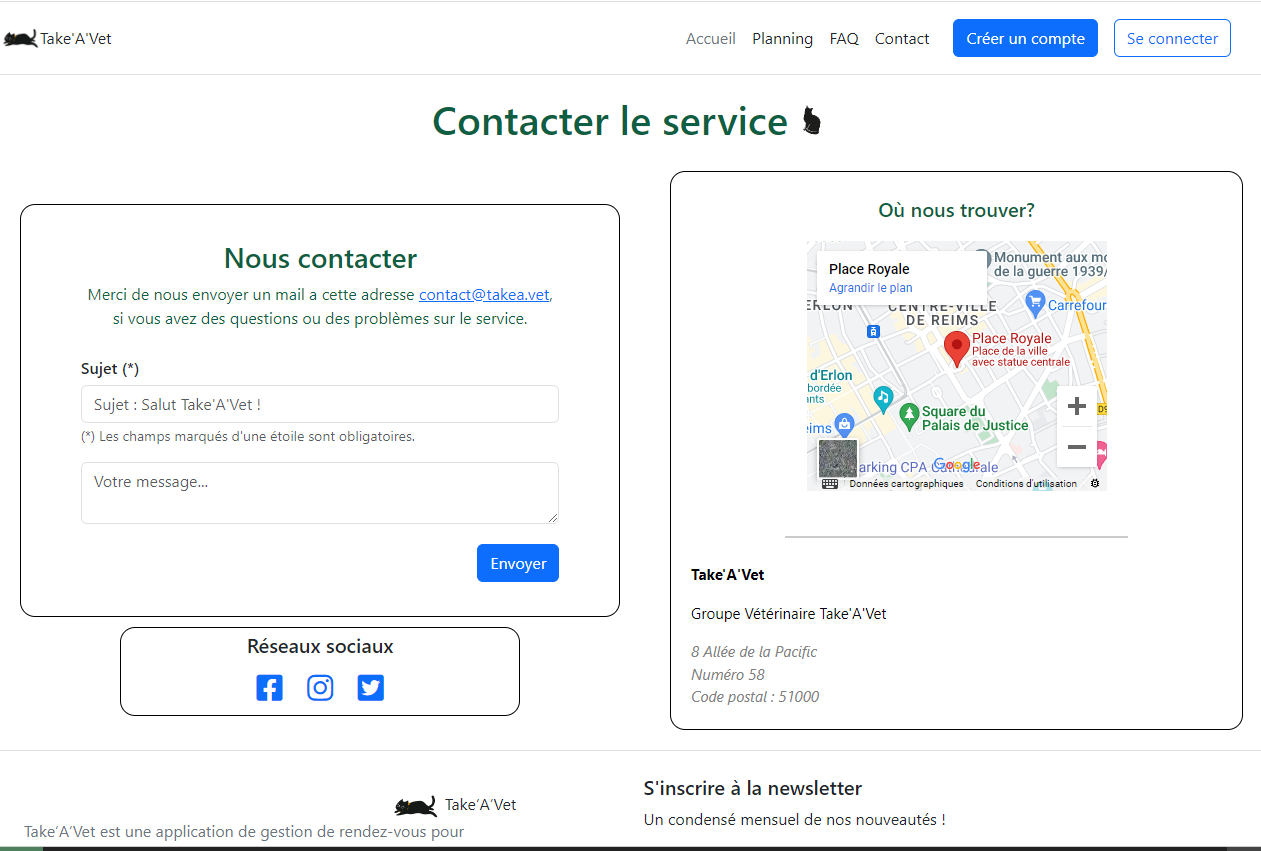 Take'A'Vet
Accueil Planning FAQ Contact Créer un compte Se connecter
Contacter le service
Nous contacter
Merci de nous envoyer un mail a cette adresse contact@takea.vet,
si vous avez des questions ou des problèmes sur le service.
Sujet (*)
Sujet : Salut Take'A'Vet !
(*) Les champs marqués d'une étoile sont obligatoires.
Votre message...
Envoyer
Réseaux sociaux
Où nous trouver?
Place Royale
Agrandir le plan
Monument aux mo
de la guerre 1939/
ERLON
CENTRE-VILLE
DE REIMS
Carrefour
Place Royale
Place de la ville
avec statue centrale
d'Erlon
bordée
ants
Square du
Palais de Justice
eims
D9
arking CPA Cathédrale
Google
Données cartographiques Conditions d'utilisation
Take'A'Vet
Groupe Vétérinaire Take'A'Vet
8 Allée de la Pacific
Numéro 58
Code postal : 51000
Take'A'Vet
Take'A'Vet est une application de gestion de rendez-vous pour
S'inscrire à la newsletter
Un condensé mensuel de nos nouveautés !